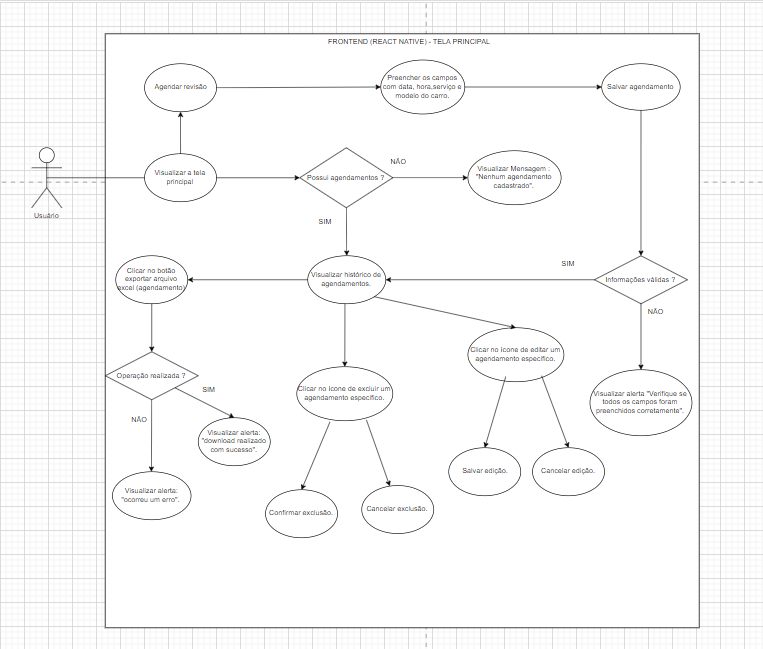 FRONTEND (REACT NATIVE) - TELA PRINCIPAL
Agendar revisão
Preencher os campos
com data, hora,serviço e
modelo do carro.
Salvar agendamento
Usuário
Visualizar a tela
principal
Possui agendamentos ?
NÃO
Visualizar Mensagem :
"Nenhum agendamento
cadastrado".
SIM
Clicar no botão
exportar arquivo
excel (agendamento)
Visualizar histórico de
agendamentos.
SIM
Informações válidas ?
NÃO
Clicar no ícone de editar um
agendamento específico.
Operação realizada ?
SIM
NÃO
Clicar no ícone de excluir um
agendamento específico.
Visualizar alerta "Verifique se
todos os campos foram
preenchidos corretamente".
Visualizar alerta:
"download realizado
com sucesso".
Salvar edição.
Cancelar edição.
Visualizar alerta:
"ocorreu um erro".
Confirmar exclusão.
Cancelar exclusão.